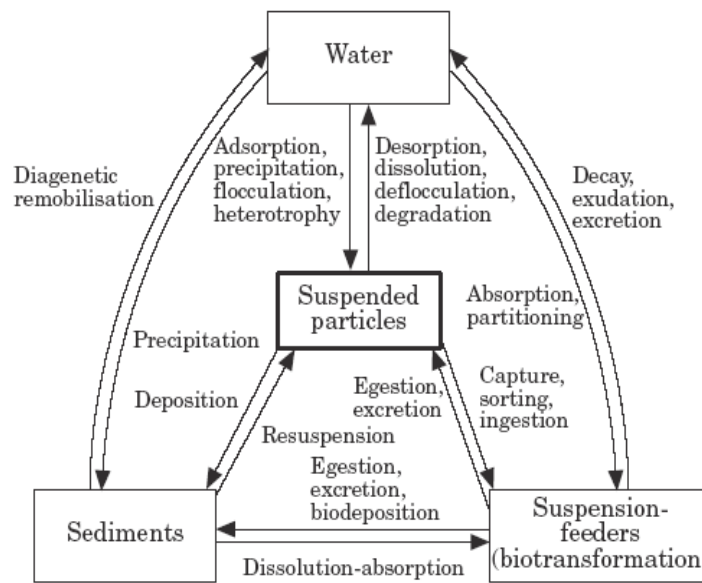 Water
Adsorption,
precipitation,
flocculation,
heterotrophy
Desorption,
dissolution,
deflocculation,
degradation
Diagenetic
remobilisation
Decay,
exudation,
excretion
Suspended
particles
Absorption,
partitioning
Precipitation
Deposition
Egestion,
excretion
Capture,
sorting,
ingestion
Resuspension
Egestion,
excretion,
biodeposition
Sediments
Suspension-
feeders
(biotransformation
Dissolution-absorption